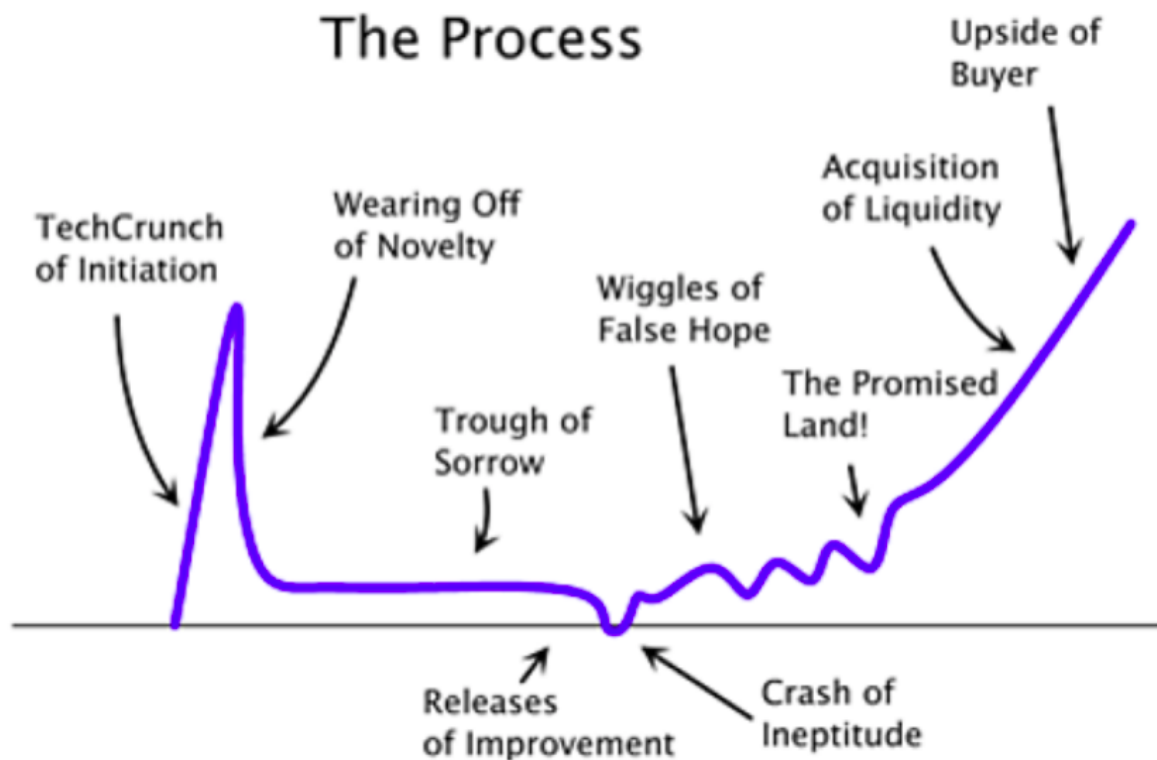 The Process
TechCrunch
of Initiation
Wearing Off
of Novelty
Trough of
Sorrow
Releases
of Improvement
Crash of
Ineptitude
Wiggles of
False Hope
The Promised
Land!
Acquisition
of Liquidity
Upside of
Buyer